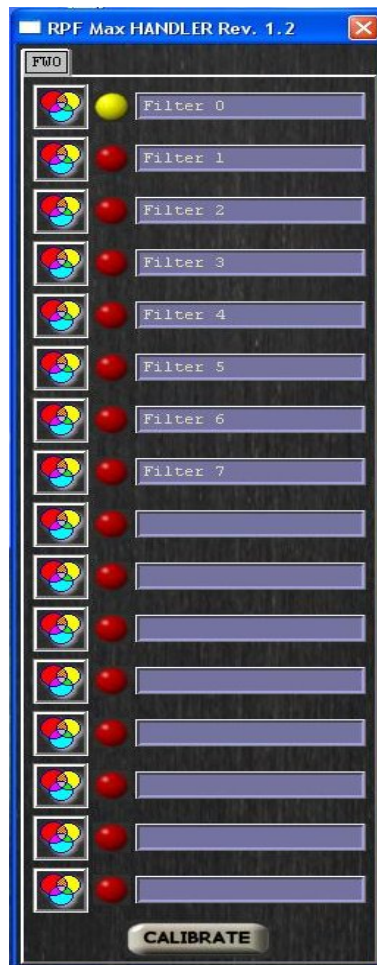 RPF Max HANDLER Rev. 1.2
FWO
Filter 0
Filter 1
Filter 2
Filter 3
Filter 4
Filter 5
Filter 6
Filter 7
CALIBRATE